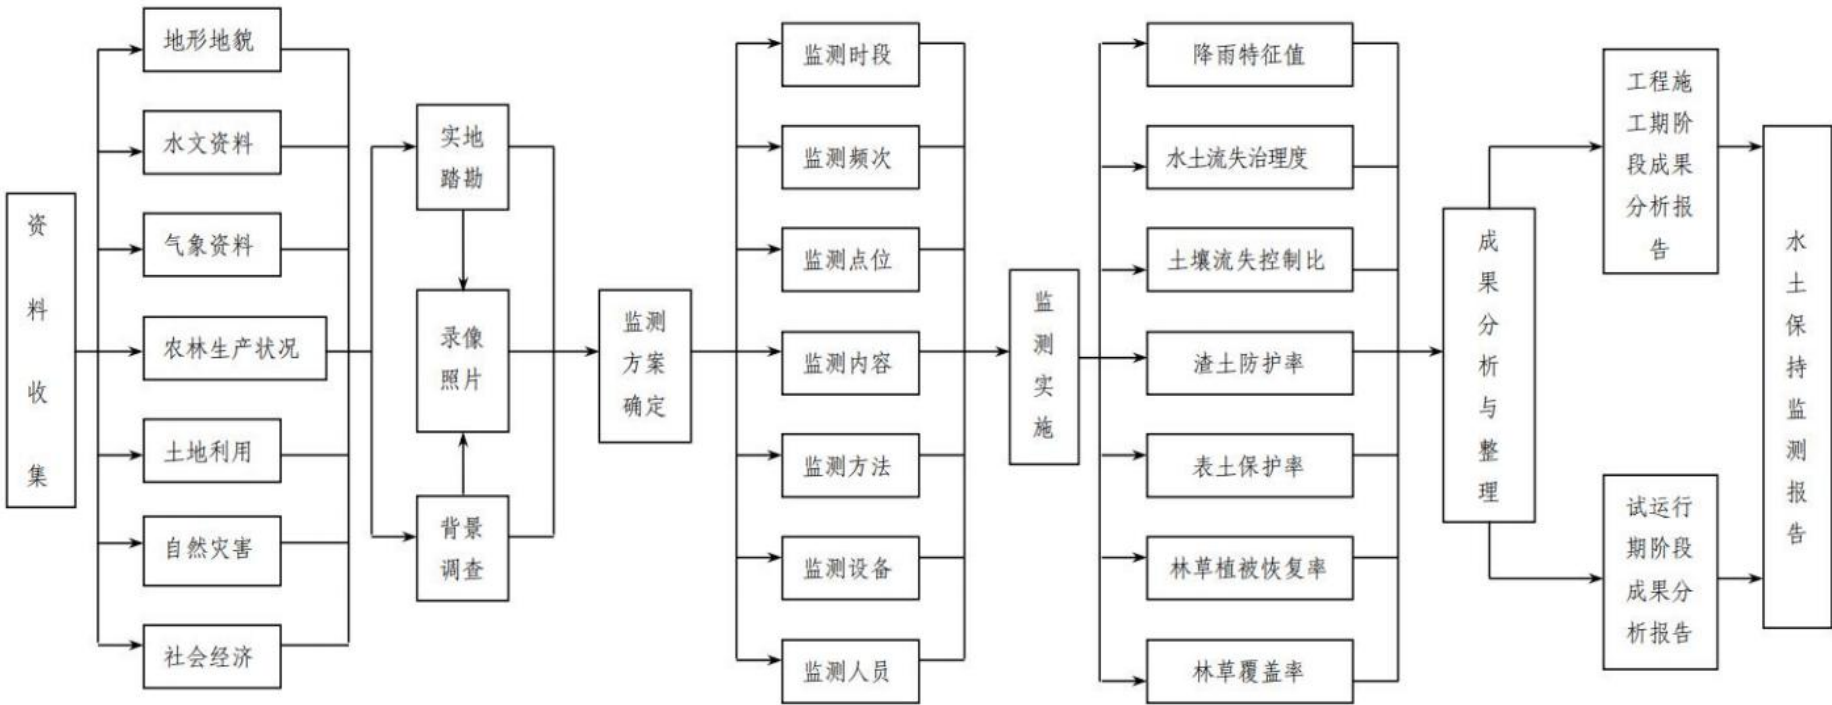 资
料
收
集
地形地貌
水文资料
气象资料
农林生产状况
土地利用
自然灾害
社会经济
实地
踏勘
录像
照片
背景
调查
监测
方案
确定
监测时段
监测频次
监测点位
监测内容
监测方法
监测设备
监测人员
监
测
实
施
降雨特征值
水土流失治理度
土壤流失控制比
渣土防护率
表土保护率
林草植被恢复率
林草覆盖率
成
果
分
析
与
整
理
工程施
工期阶
段成果
分析报
告
试运行
期阶段
成果分
析报告
水
土
保
持
监
测
报
告